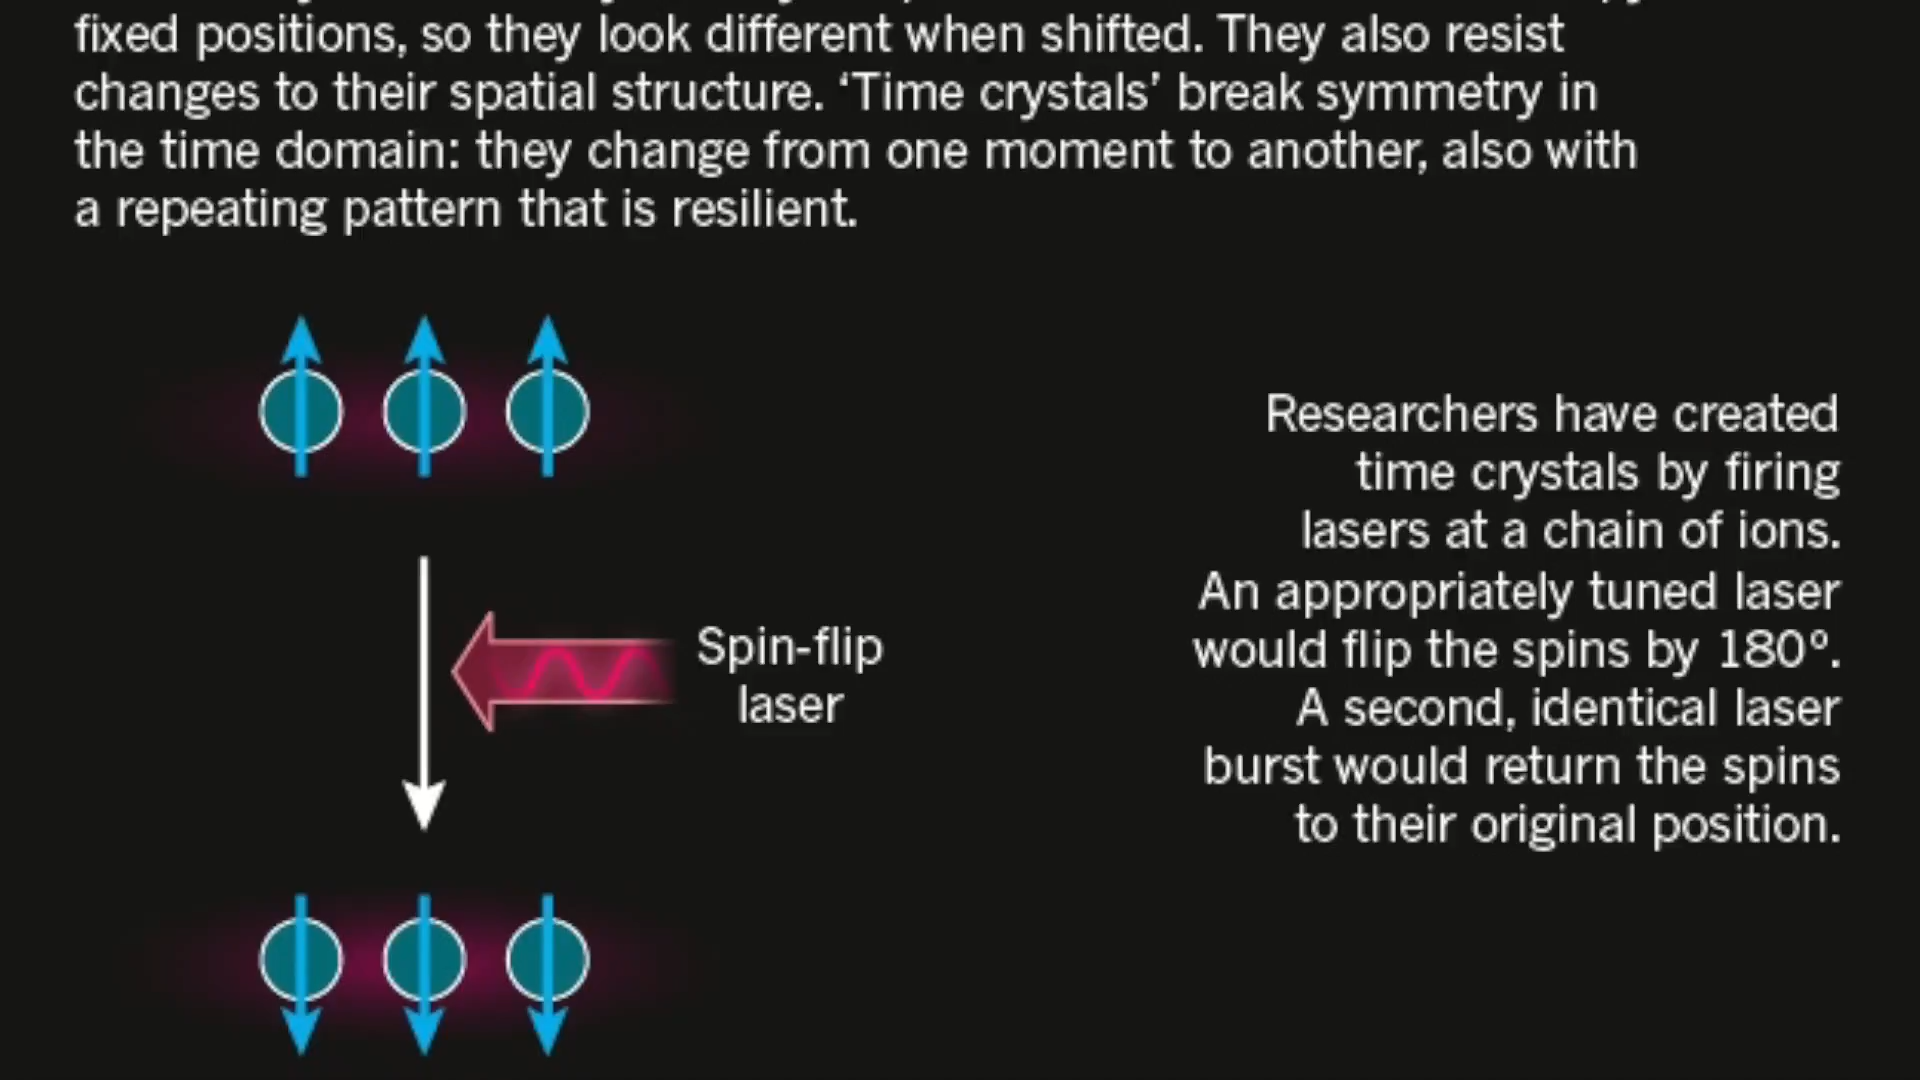 fixed positions, so they look different when shifted. They also resist
changes to their spatial structure. ‘Time crystals’ break symmetry in
the time domain: they change from one moment to another, also with
a repeating pattern that is resilient.
Researchers have created
time crystals by firing
lasers at a chain of ions.
An appropriately tuned laser
would flip the spins by 180º.
A second, identical laser
burst would return the spins
to their original position.
Spin-flip
laser